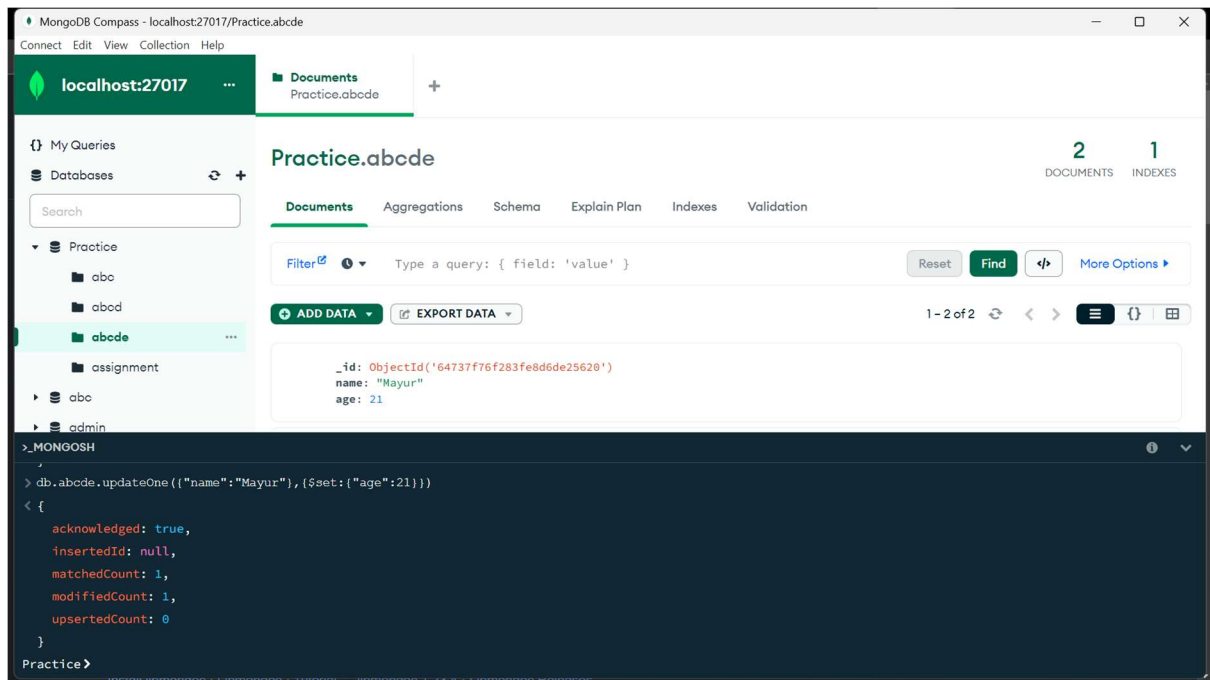 MongoDB Compass - localhost:27017/Practice.abcde
Connect Edit View Collection Help
localhost:27017 ...
Documents
Practice.abcde
+
{} My Queries
Databases
Search
Practice
abc
abcd
abcde ...
assignment
abc
admin
Practice.abcde
2
DOCUMENTS
1
INDEXES
Documents Aggregations Schema Explain Plan Indexes Validation
Filter Type a query: { field: 'value' } Reset Find </> More Options
ADD DATA EXPORT DATA 1 – 2 of 2 {}
_id: ObjectId('64737f76f283fe8d6de25620')
name: "Mayur"
age: 21
>_MONGOSH
}
> db.abcde.updateOne({"name":"Mayur"},{$set:{"age":21}})
< {
acknowledged: true,
insertedId: null,
matchedCount: 1,
modifiedCount: 1,
upsertedCount: 0
}
Practice>